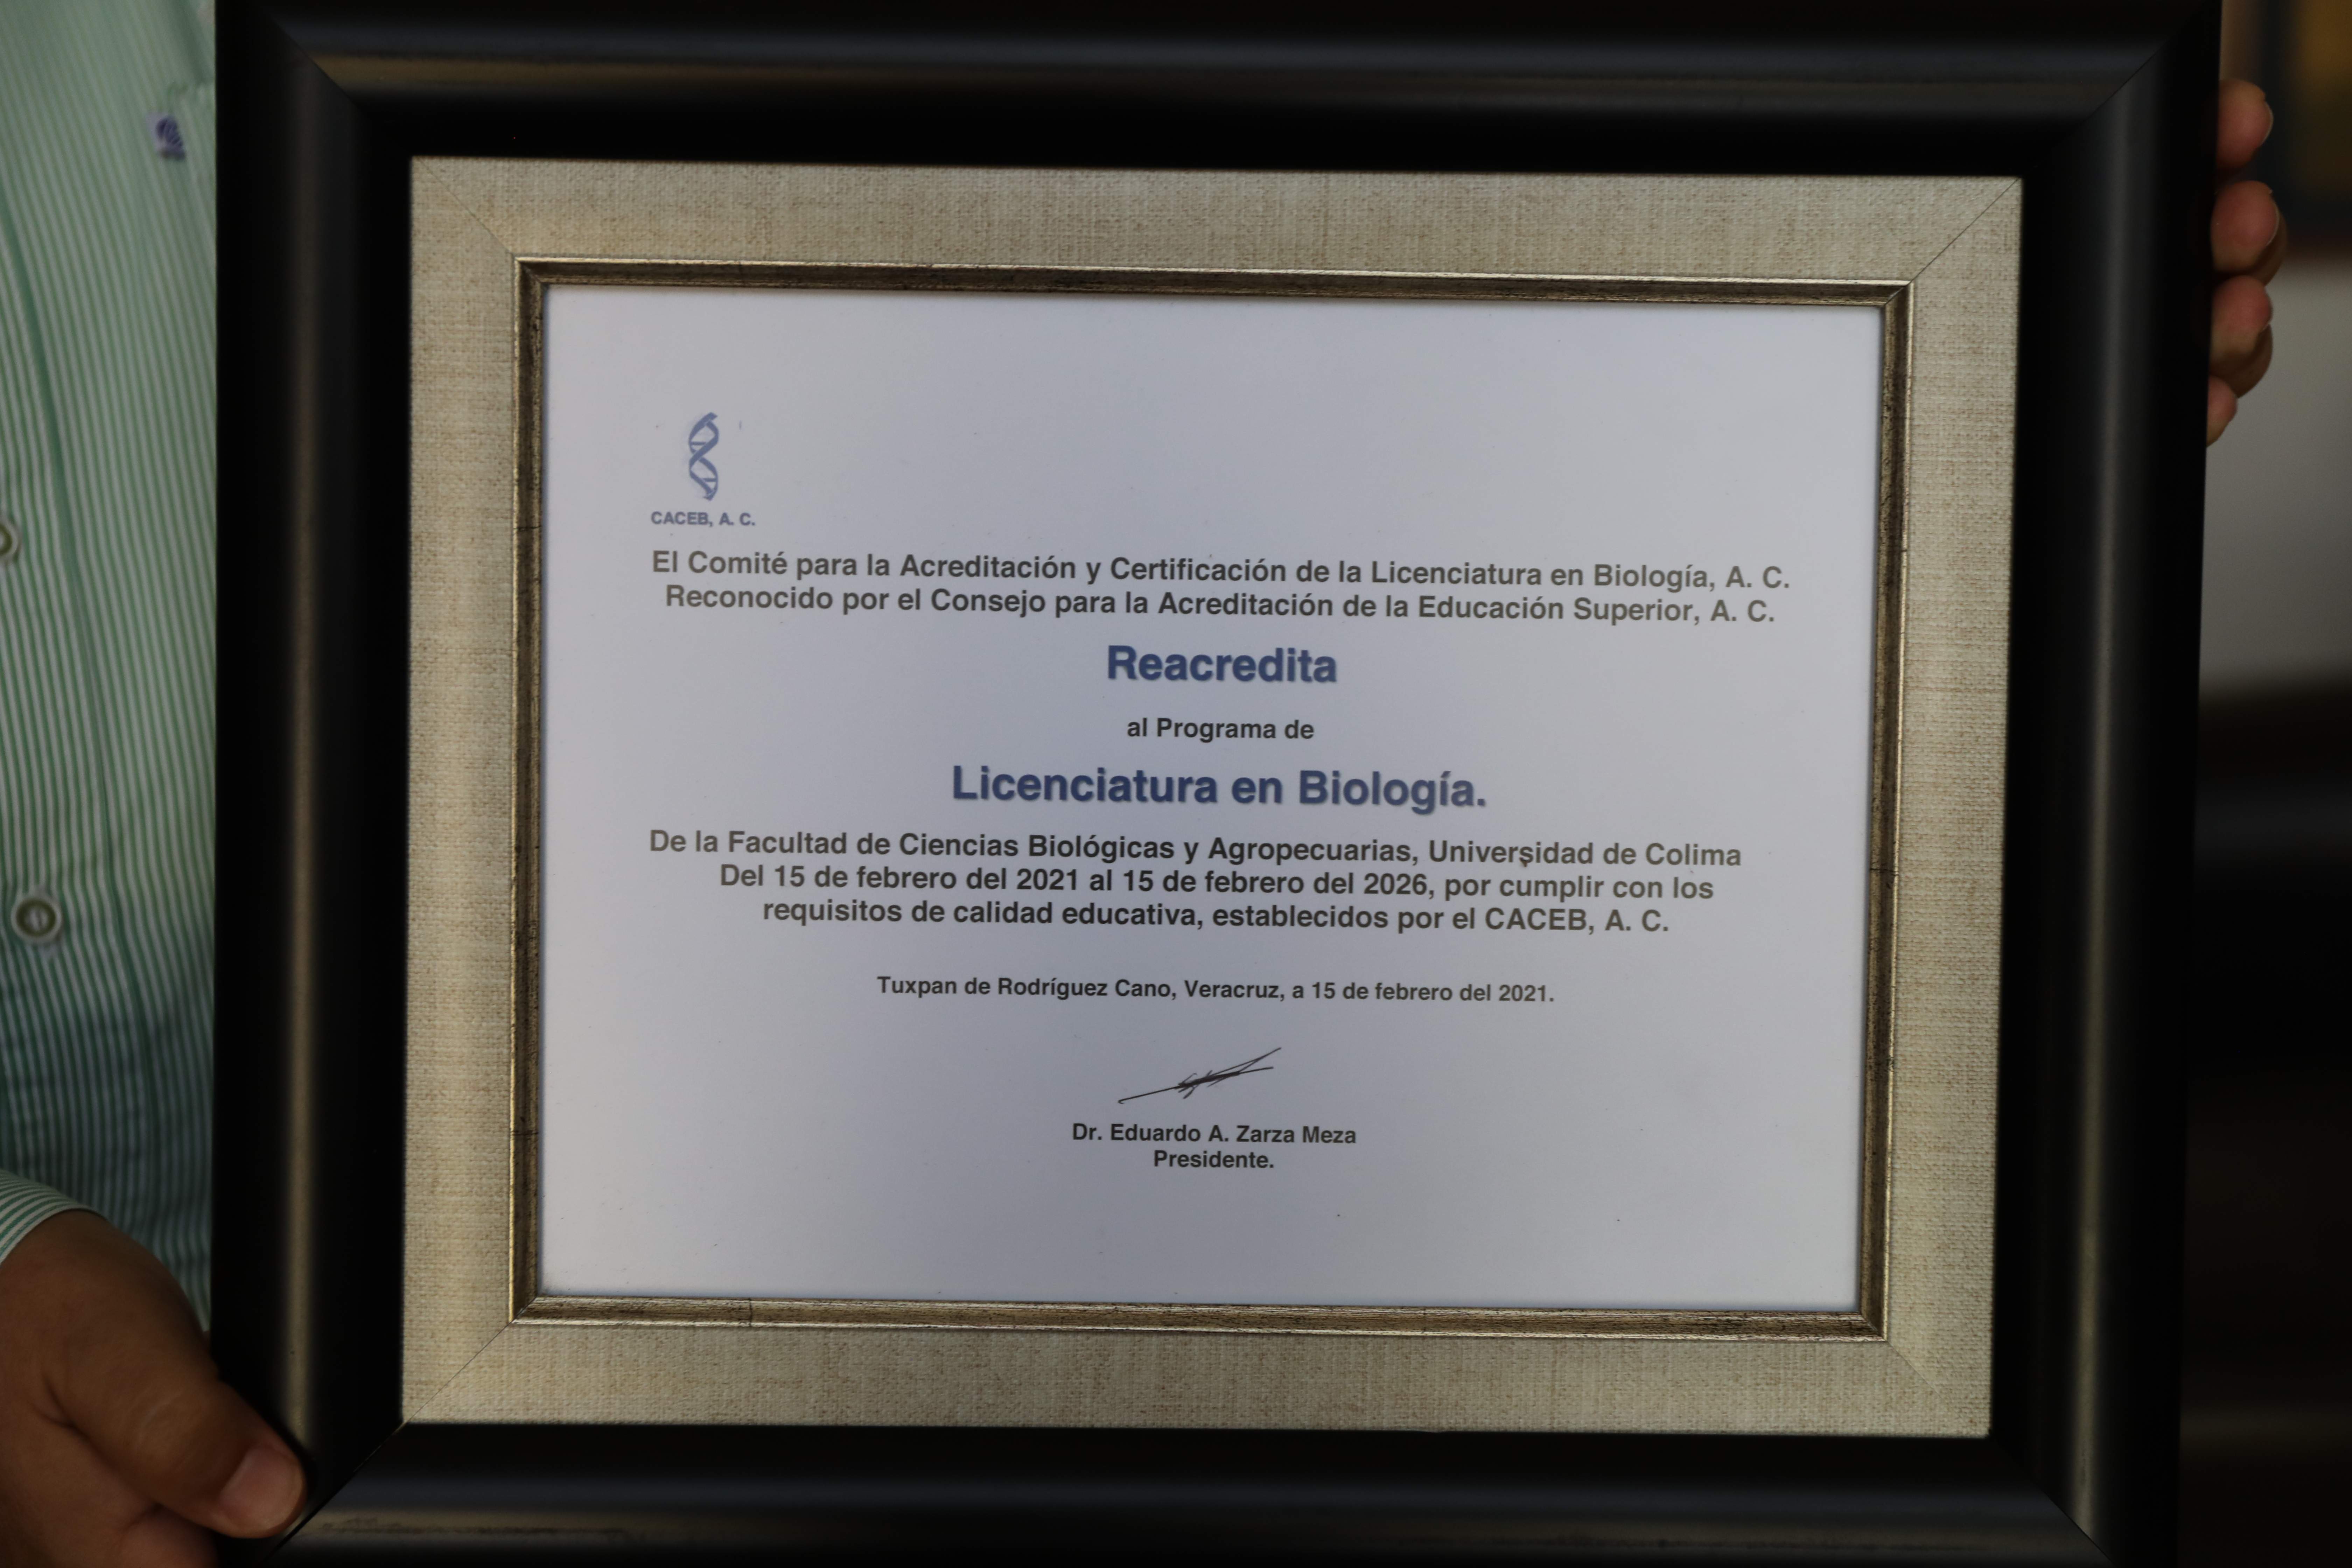 CACEB, A. C.
El Comité para la Acreditación y Certificación de la Licenciatura en Biología, A. C.
Reconocido por el Consejo para la Acreditación de la Educación Superior, A. C.
Reacredita
al Programa de
Licenciatura en Biología.
De la Facultad de Ciencias Biológicas y Agropecuarias, Universidad de Colima
Del 15 de febrero del 2021 al 15 de febrero del 2026, por cumplir con los
requisitos de calidad educativa, establecidos por el CACEB, A. C.
Tuxpan de Rodríguez Cano, Veracruz, a 15 de febrero del 2021.
Dr. Eduardo A. Zarza Meza
Presidente.